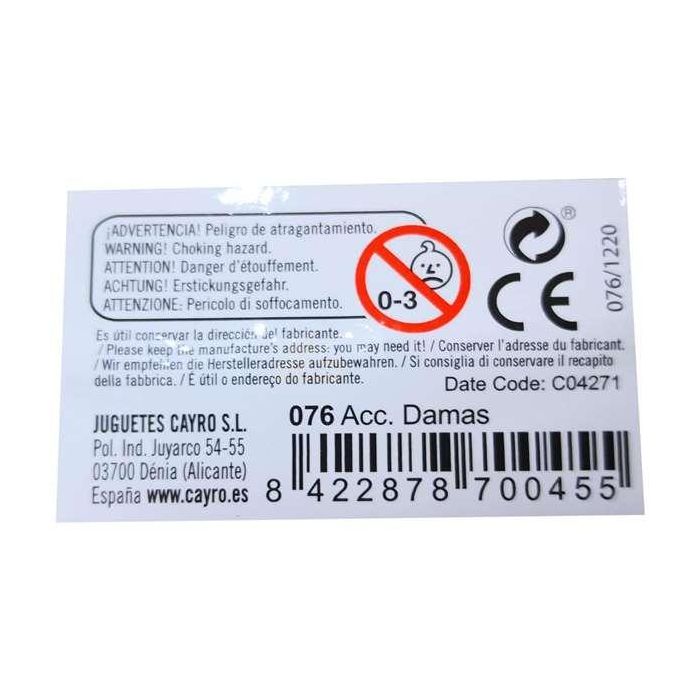 ¡ADVERTENCIA! Peligro de atragantamiento.
WARNING! Choking hazard.
ATTENTION! Danger d'étouffement.
ACHTUNG! Erstickungsgefahr.
ATTENZIONE: Pericolo di soffocamento.
0-3
®
CE
076/1220
Es útil conservar la dirección del fabricante.
/ Please keep the manufacture's address: you may need it! / Conserver l'adresse du fabricant.
/ Wir empfehlen die Herstelleradresse aufzubewahren. / Si consiglia di conservare il recapito
della fabbrica. / É útil o endereço do fabricante.
Date Code: C04271
JUGUETES CAYRO S.L.
Pol. Ind. Juyarco 54-55
03700 Dénia (Alicante)
España www.cayro.es
076 Acc. Damas
8 422878 700455